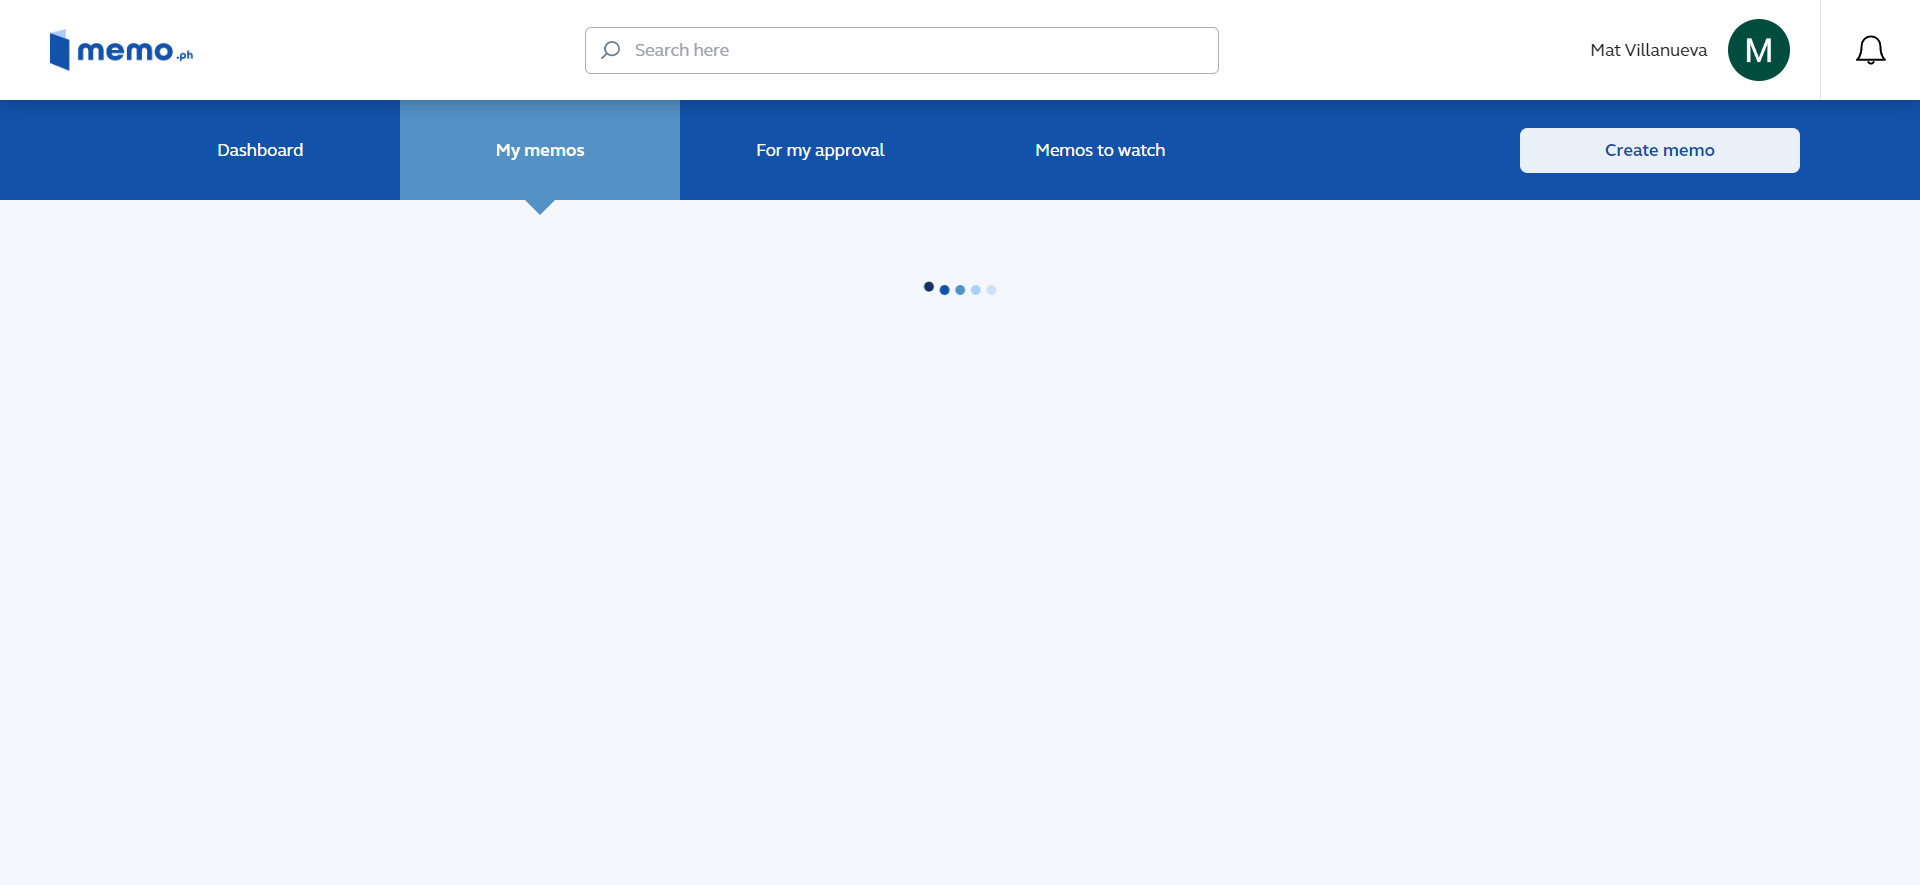 memo.ph
Search here
Mat Villanueva
M
Dashboard
My memos
For my approval
Memos to watch
Create memo